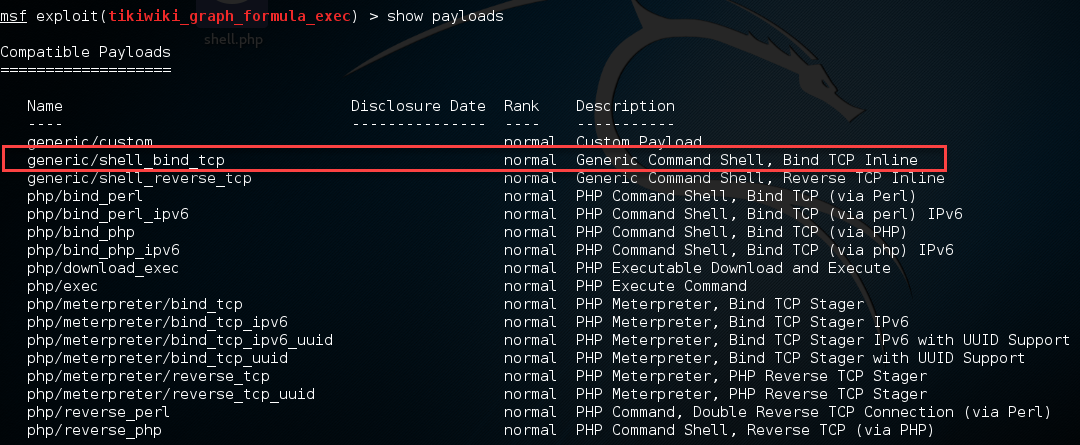 msf exploit(tikiwiki_graph_formula_exec) > show payloads
shell.php
Compatible Payloads
===================
Name Disclosure Date Rank Description
---- --------------- ---- -----------
generic/custom normal Custom Payload
generic/shell_bind_tcp normal Generic Command Shell, Bind TCP Inline
generic/shell_reverse_tcp normal Generic Command Shell, Reverse TCP Inline
php/bind_perl normal PHP Command Shell, Bind TCP (via Perl)
php/bind_perl_ipv6 normal PHP Command Shell, Bind TCP (via perl) IPv6
php/bind_php normal PHP Command Shell, Bind TCP (via PHP)
php/bind_php_ipv6 normal PHP Command Shell, Bind TCP (via php) IPv6
php/download_exec normal PHP Executable Download and Execute
php/exec normal PHP Execute Command
php/meterpreter/bind_tcp normal PHP Meterpreter, Bind TCP Stager
php/meterpreter/bind_tcp_ipv6 normal PHP Meterpreter, Bind TCP Stager IPv6
php/meterpreter/bind_tcp_ipv6_uuid normal PHP Meterpreter, Bind TCP Stager IPv6 with UUID Support
php/meterpreter/bind_tcp_uuid normal PHP Meterpreter, Bind TCP Stager with UUID Support
php/meterpreter/reverse_tcp normal PHP Meterpreter, PHP Reverse TCP Stager
php/meterpreter/reverse_tcp_uuid normal PHP Meterpreter, PHP Reverse TCP Stager
php/reverse_perl normal PHP Command, Double Reverse TCP Connection (via Perl)
php/reverse_php normal PHP Command Shell, Reverse TCP (via PHP)